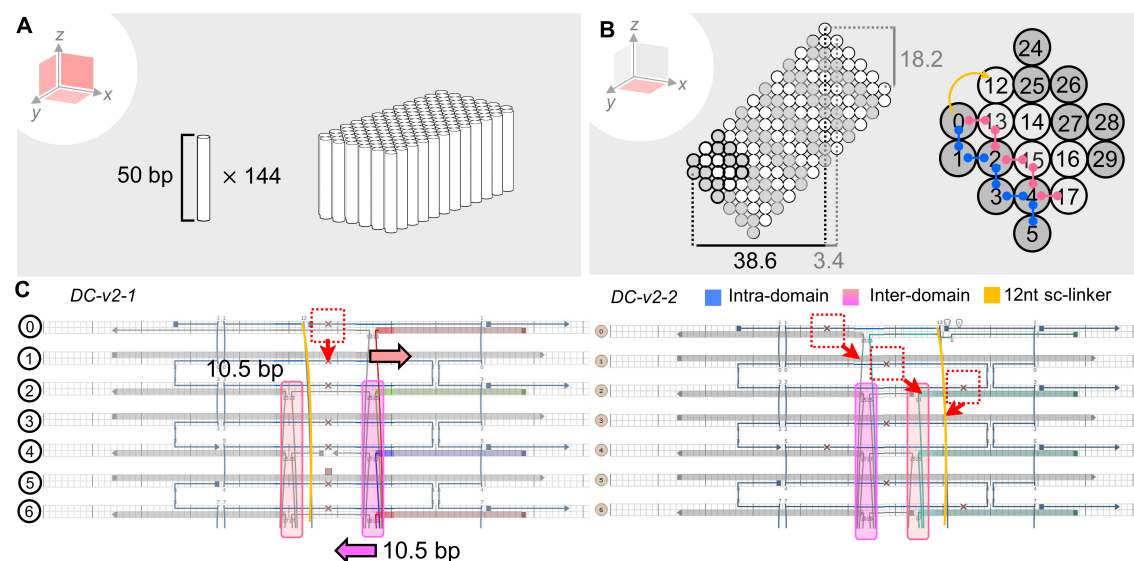 A
z
x
y
50 bp
× 144
B
z
x
y
18.2
38.6
3.4
24
12 25 26
0 13 14 27 28
1 2 15 16 29
3 4 17
5
C
DC-v2-1
DC-v2-2
Intra-domain
Inter-domain
12nt sc-linker
0
1
2
3
4
5
6
10.5 bp
10.5 bp
0
1
2
3
4
5
6